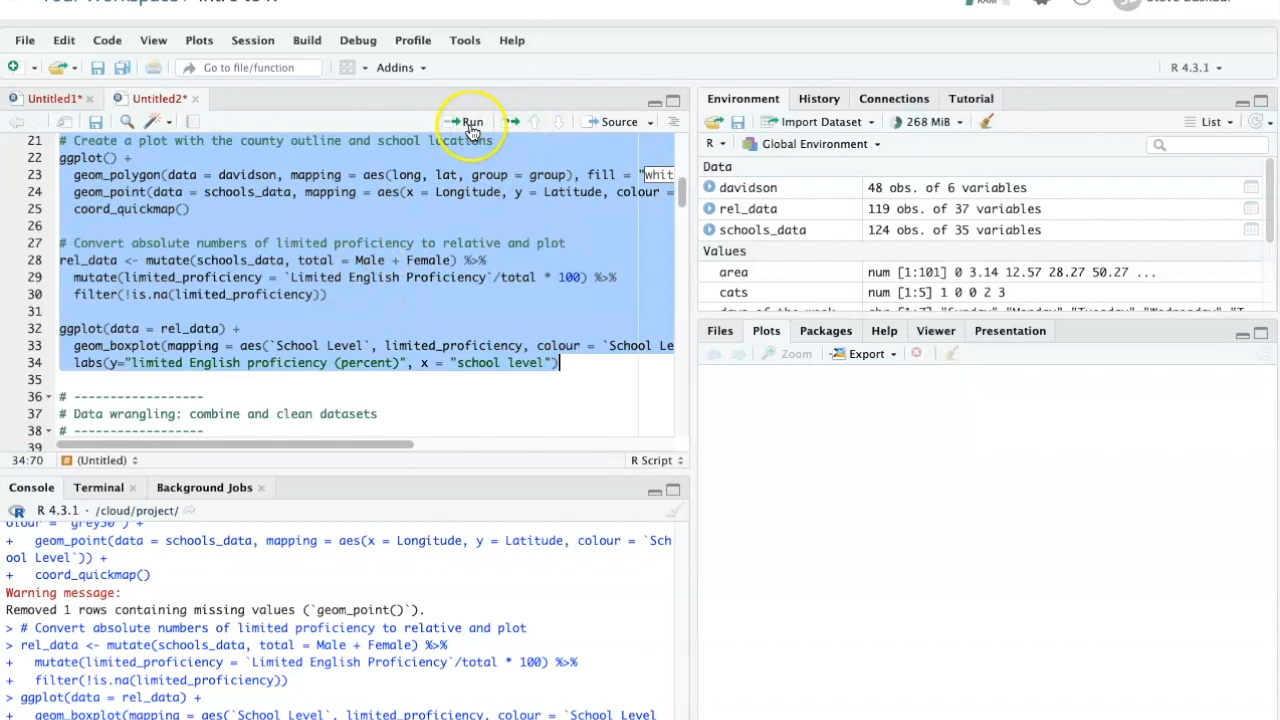 File Edit Code View Plots Session Build Debug Profile Tools Help
Go to file/function Addins R 4.3.1
Untitled1* Untitled2*
Run Source
21 # Create a plot with the county outline and school locations
22 ggplot() +
23 geom_polygon(data = davidson, mapping = aes(long, lat, group = group), fill = "whit
24 geom_point(data = schools_data, mapping = aes(x = Longitude, y = Latitude, colour =
25 coord_quickmap()
26
27 # Convert absolute numbers of limited proficiency to relative and plot
28 rel_data <- mutate(schools_data, total = Male + Female) %>%
29 mutate(limited_proficiency = `Limited English Proficiency`/total * 100) %>%
30 filter(!is.na(limited_proficiency))
31
32 ggplot(data = rel_data) +
33 geom_boxplot(mapping = aes(`School Level`, limited_proficiency, colour = `School Le
34 labs(y="limited English proficiency (percent)", x = "school level")
35
36 # ------------------
37 # Data wrangling: combine and clean datasets
38 # ------------------
39
34:70 (Untitled) R Script
Console Terminal Background Jobs
R 4.3.1 · /cloud/project/
olour = "grey50") +
+ geom_point(data = schools_data, mapping = aes(x = Longitude, y = Latitude, colour = `Sch
ool Level`)) +
+ coord_quickmap()
Warning message:
Removed 1 rows containing missing values (`geom_point()`).
> # Convert absolute numbers of limited proficiency to relative and plot
> rel_data <- mutate(schools_data, total = Male + Female) %>%
+ mutate(limited_proficiency = `Limited English Proficiency`/total * 100) %>%
+ filter(!is.na(limited_proficiency))
> ggplot(data = rel_data) +
+ geom_boxplot(mapping = aes(`School Level`, limited_proficiency, colour = `School Level
Environment History Connections Tutorial
Import Dataset 268 MiB List
R Global Environment
Data
davidson 48 obs. of 6 variables
rel_data 119 obs. of 37 variables
schools_data 124 obs. of 35 variables
Values
area num [1:101] 0 3.14 12.57 28.27 50.27 ...
cats num [1:5] 1 0 0 2 3
Files Plots Packages Help Viewer Presentation
Zoom Export